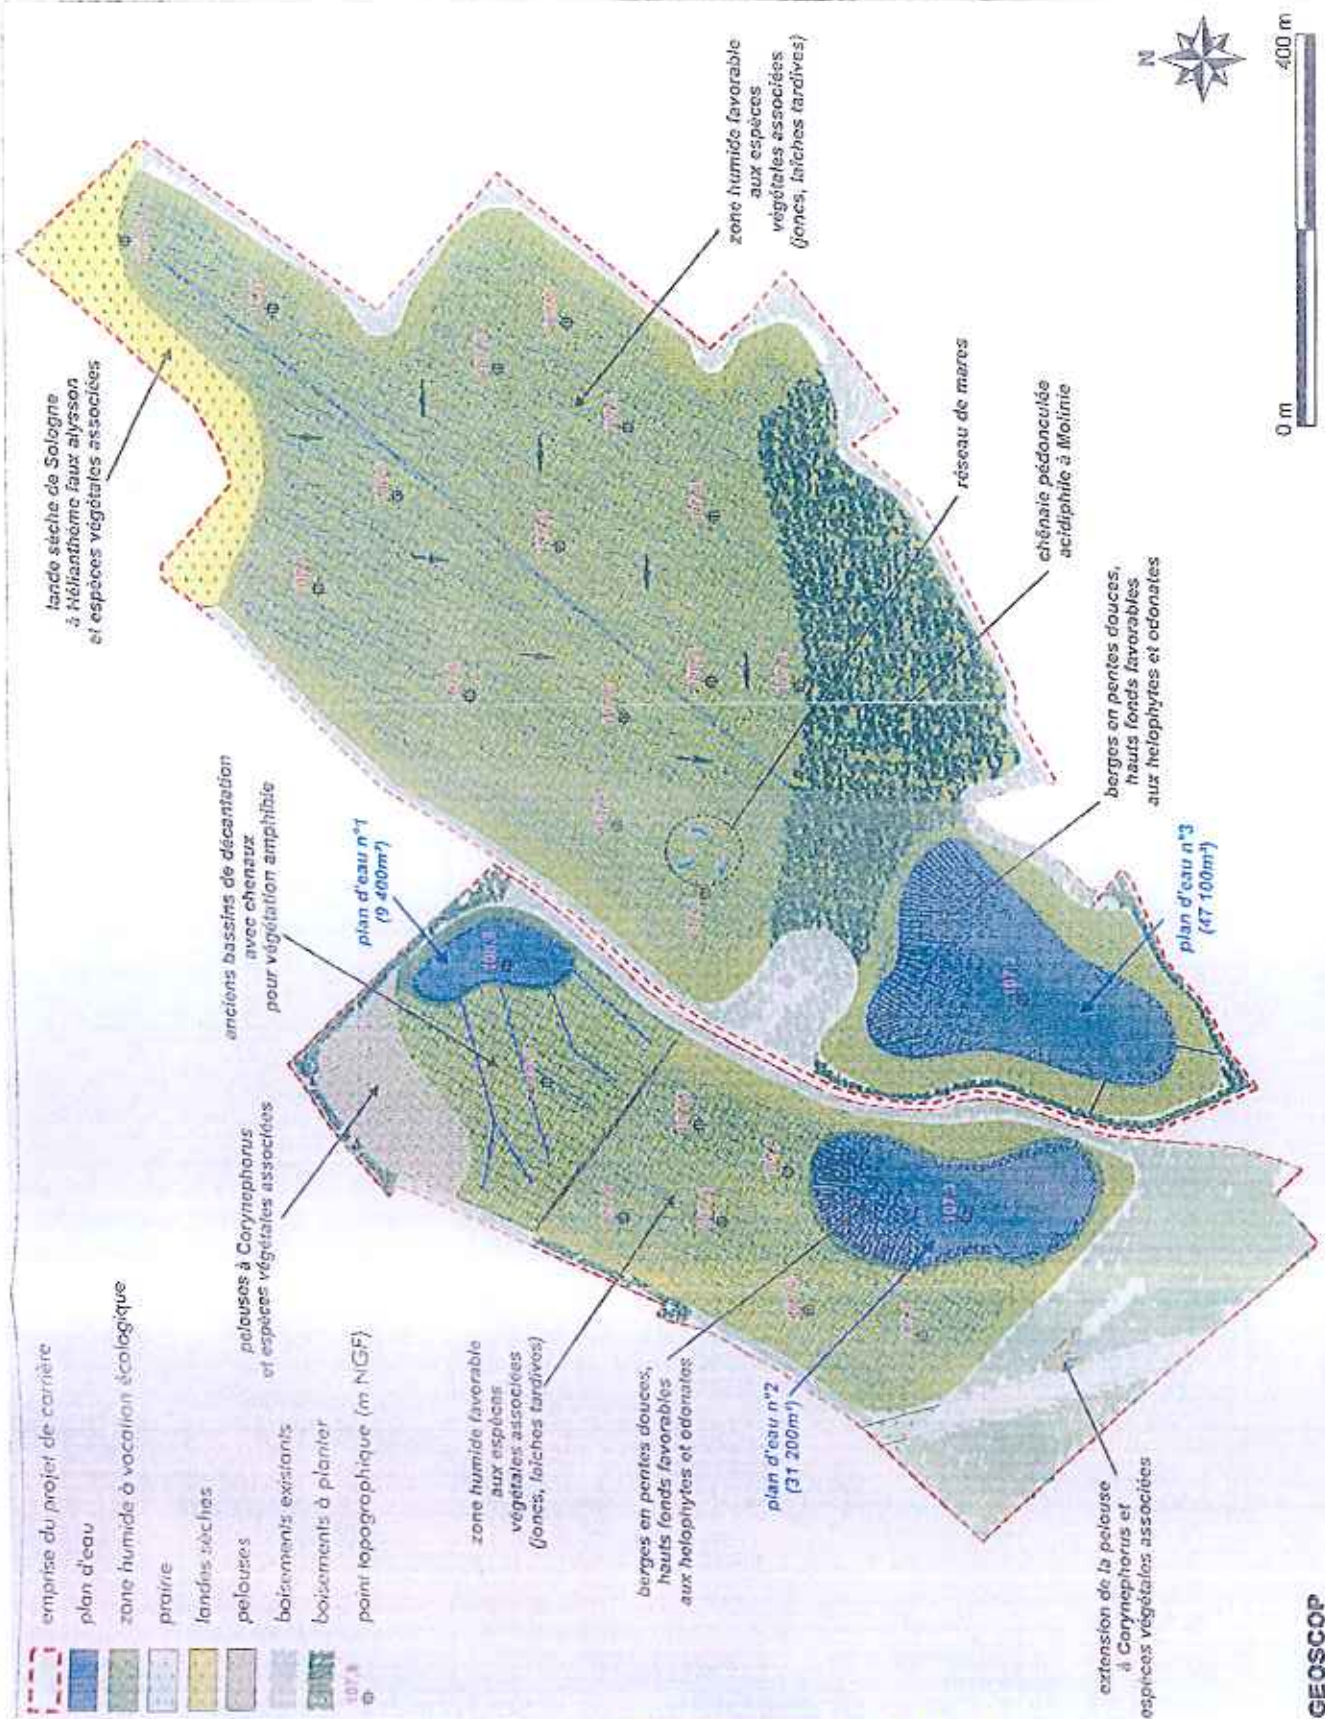 emprise du projet de carrière
plan d'eau
zone humide à vocation écologique
prairie
landes sèches
pelouses
boisements existants
boisements à planter
107,8
point topographique (m NGF)
lande sèche de Sologne
à Hélianthème faux alysson
et espèces végétales associées
anciens bassins de décantation
avec chenaux
pour végétation amphibie
plan d'eau n°1
(9 400m²)
pelouses à Corynephorus
et espèces végétales associées
zone humide favorable
aux espèces
végétales associées
(joncs, laîches tardives)
zone humide favorable
aux espèces
végétales associées
(joncs, laîches tardives)
berges en pentes douces,
hauts fonds favorables
aux helophytes et odonates
plan d'eau n°2
(31 200m²)
extension de la pelouse
à Corynephorus et
espèces végétales associées
réseau de mares
chênaie pédonculée
acidiphile à Molinie
berges en pentes douces,
hauts fonds favorables
aux helophytes et odonates
plan d'eau n°3
(47 100m²)
N
0 m
400 m
GEOSCOP